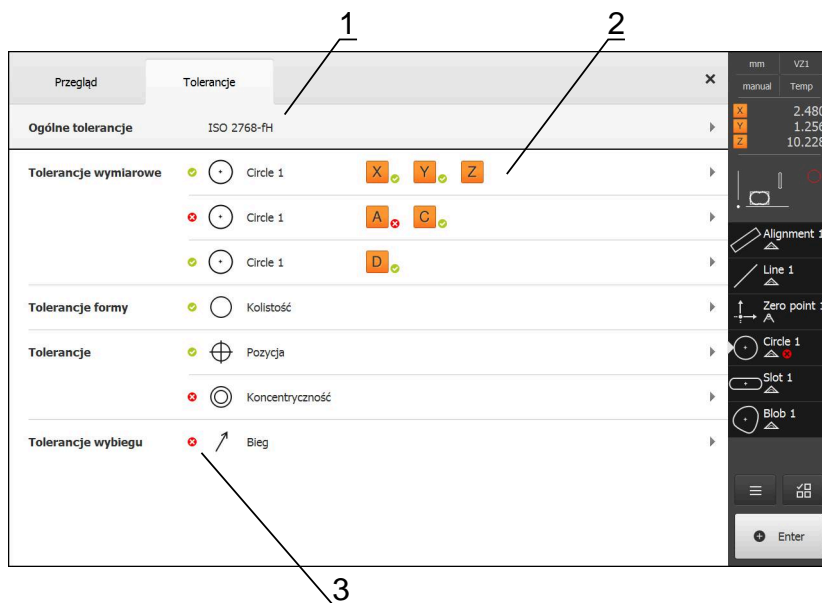 1 2
Przegląd Tolerancje ×
Ogólne tolerancje ISO 2768-fH
Tolerancje wymiarowe Circle 1 X Y Z
Circle 1 A C
Circle 1 D
Tolerancje formy Kolistość
Tolerancje Pozycja
Koncentryczność
Tolerancje wybiegu Bieg
3
mm VZ1
manual Temp
X 2.480
Y 1.256
Z 10.228
Alignment 1
Line 1
Zero point 1
Circle 1
Slot 1
Blob 1
Enter